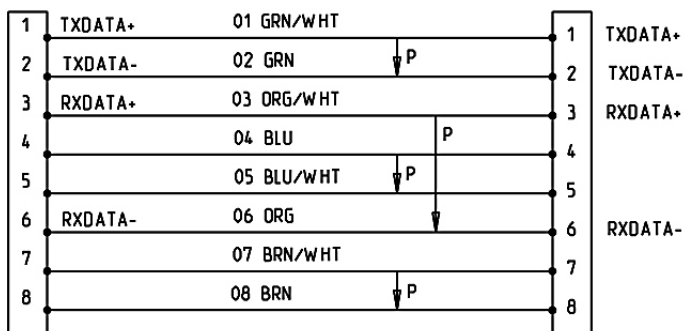 1 TXDATA+ 01 GRN/WHT 1 TXDATA+
P
2 TXDATA- 02 GRN 2 TXDATA-
3 RXDATA+ 03 ORG/WHT 3 RXDATA+
4 04 BLU P 4
5 05 BLU/WHT P 5
6 RXDATA- 06 ORG 6 RXDATA-
7 07 BRN/WHT 7
8 08 BRN P 8